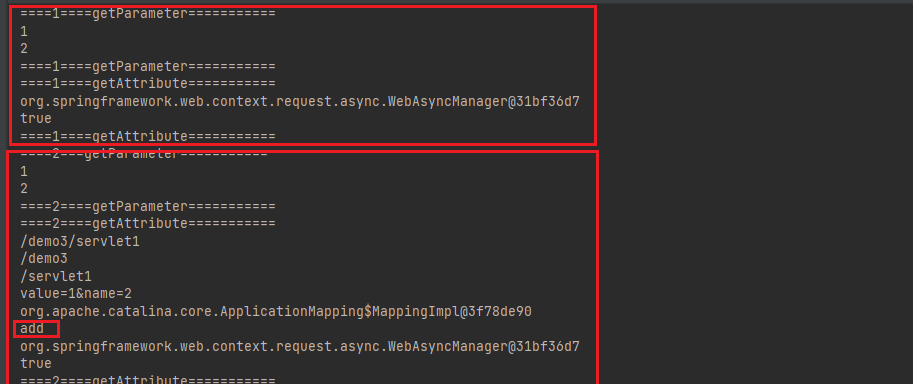 ====1====getParameter===========
1
2
====1====getParameter===========
====1====getAttribute===========
org.springframework.web.context.request.async.WebAsyncManager@31bf36d7
true
====1====getAttribute===========
====2====getParameter===========
1
2
====2====getParameter===========
====2====getAttribute===========
/demo3/servlet1
/demo3
/servlet1
value=1&name=2
org.apache.catalina.core.ApplicationMapping$MappingImpl@3f78de90
add
org.springframework.web.context.request.async.WebAsyncManager@31bf36d7
true
====2====getAttribute===========